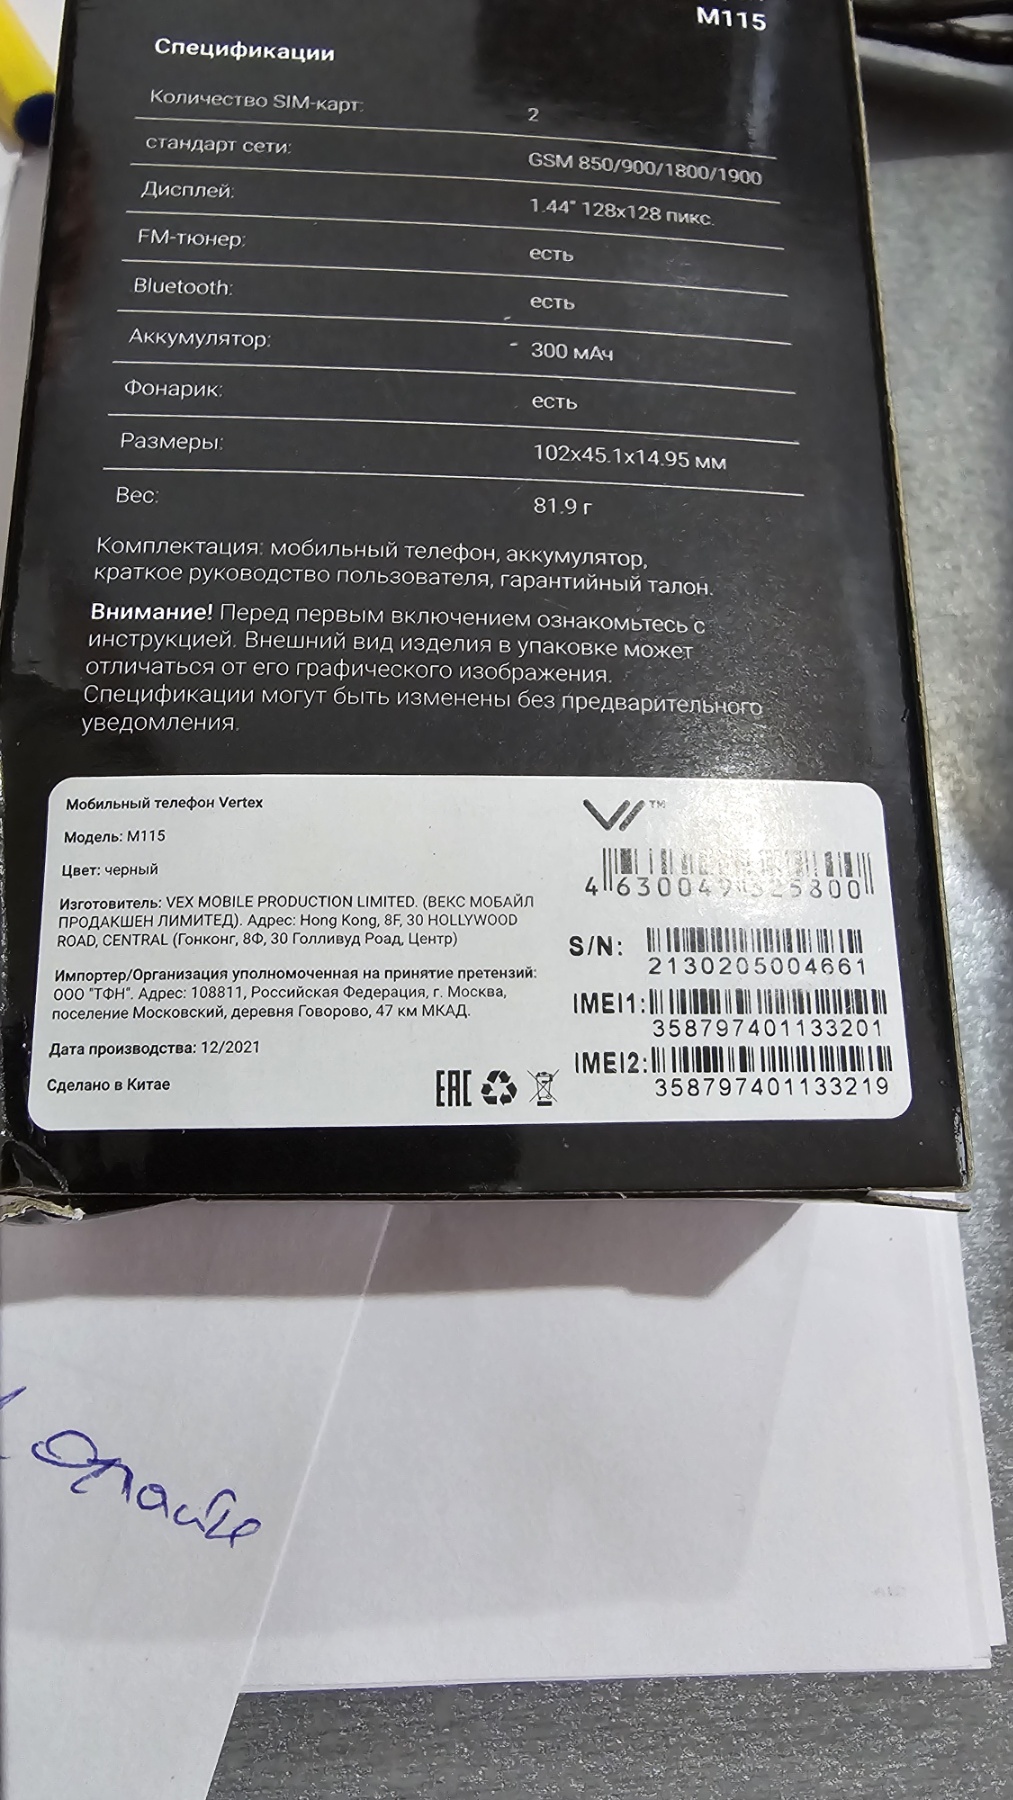 M115
Спецификации
Количество SIM-карт: 2
стандарт сети: GSM 850/900/1800/1900
Дисплей: 1.44" 128x128 пикс.
FM-тюнер: есть
Bluetooth: есть
Аккумулятор: 300 мАч
Фонарик: есть
Размеры: 102x45.1x14.95 мм
Вес: 81.9 г
Комплектация: мобильный телефон, аккумулятор,
краткое руководство пользователя, гарантийный талон.
Внимание! Перед первым включением ознакомьтесь с
инструкцией. Внешний вид изделия в упаковке может
отличаться от его графического изображения.
Спецификации могут быть изменены без предварительного
уведомления.
Мобильный телефон Vertex
Модель: M115
Цвет: черный
Изготовитель: VEX MOBILE PRODUCTION LIMITED. (ВЕКС МОБАЙЛ
ПРОДАКШЕН ЛИМИТЕД). Адрес: Hong Kong, 8F, 30 HOLLYWOOD
ROAD, CENTRAL (Гонконг, 8Ф, 30 Голливуд Роад, Центр)
Импортер/Организация уполномоченная на принятие претензий:
ООО "ТФН". Адрес: 108811, Российская Федерация, г. Москва,
поселение Московский, деревня Говорово, 47 км МКАД.
Дата производства: 12/2021
Сделано в Китае
EAC
TM
S/N:
2130205004661
IMEI1:
358797401133201
IMEI2:
358797401133219